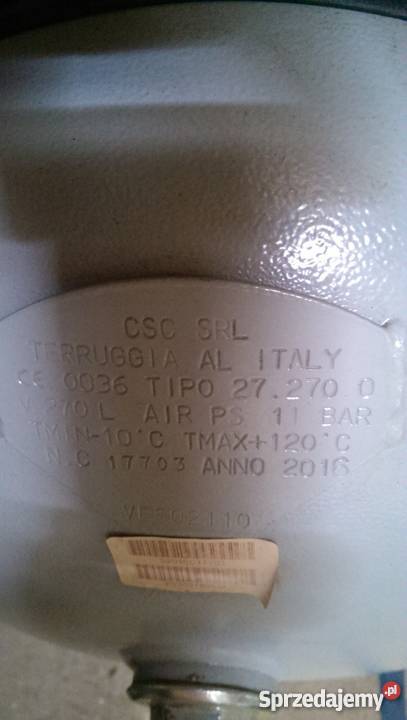 CSC SRL
TERRUGGIA AL ITALY
CE 0036 TIPO 27.270.0
V 270 L AIR PS 11 BAR
TMIN-10°C TMAX+120°C
N.C 17703 ANNO 2016
Sprzedajemy.pl